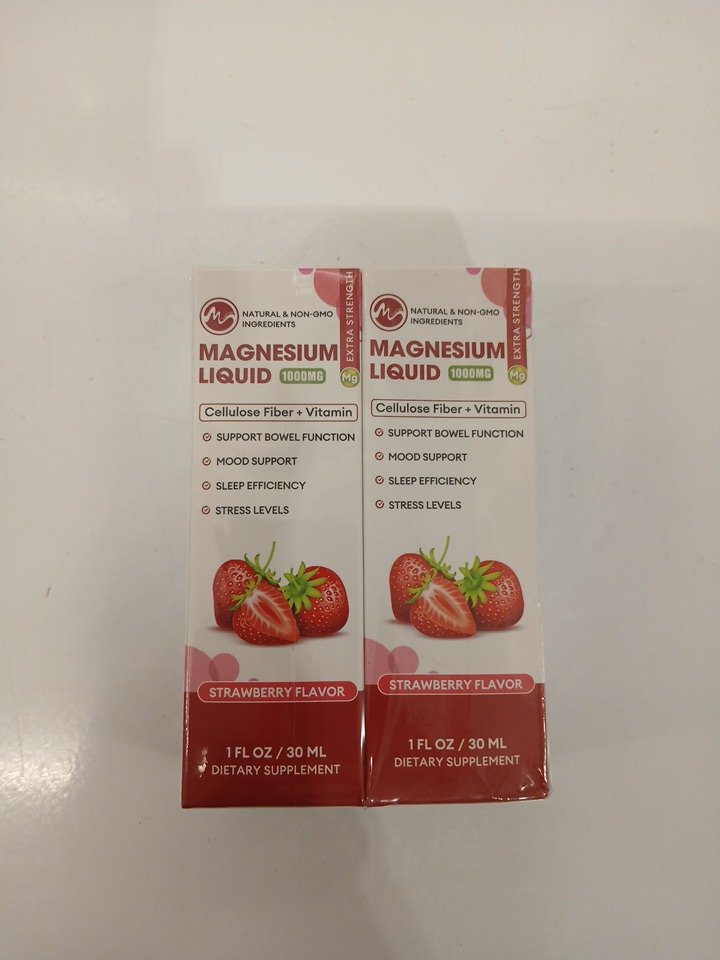 NATURAL & NON-GMO
INGREDIENTS
EXTRA STRENGTH
MAGNESIUM
LIQUID 1000MG
Mg
Cellulose Fiber + Vitamin
SUPPORT BOWEL FUNCTION
MOOD SUPPORT
SLEEP EFFICIENCY
STRESS LEVELS
STRAWBERRY FLAVOR
1 FL OZ / 30 ML
DIETARY SUPPLEMENT
NATURAL & NON-GMO
INGREDIENTS
EXTRA STRENGTH
MAGNESIUM
LIQUID 1000MG
Mg
Cellulose Fiber + Vitamin
SUPPORT BOWEL FUNCTION
MOOD SUPPORT
SLEEP EFFICIENCY
STRESS LEVELS
STRAWBERRY FLAVOR
1 FL OZ / 30 ML
DIETARY SUPPLEMENT